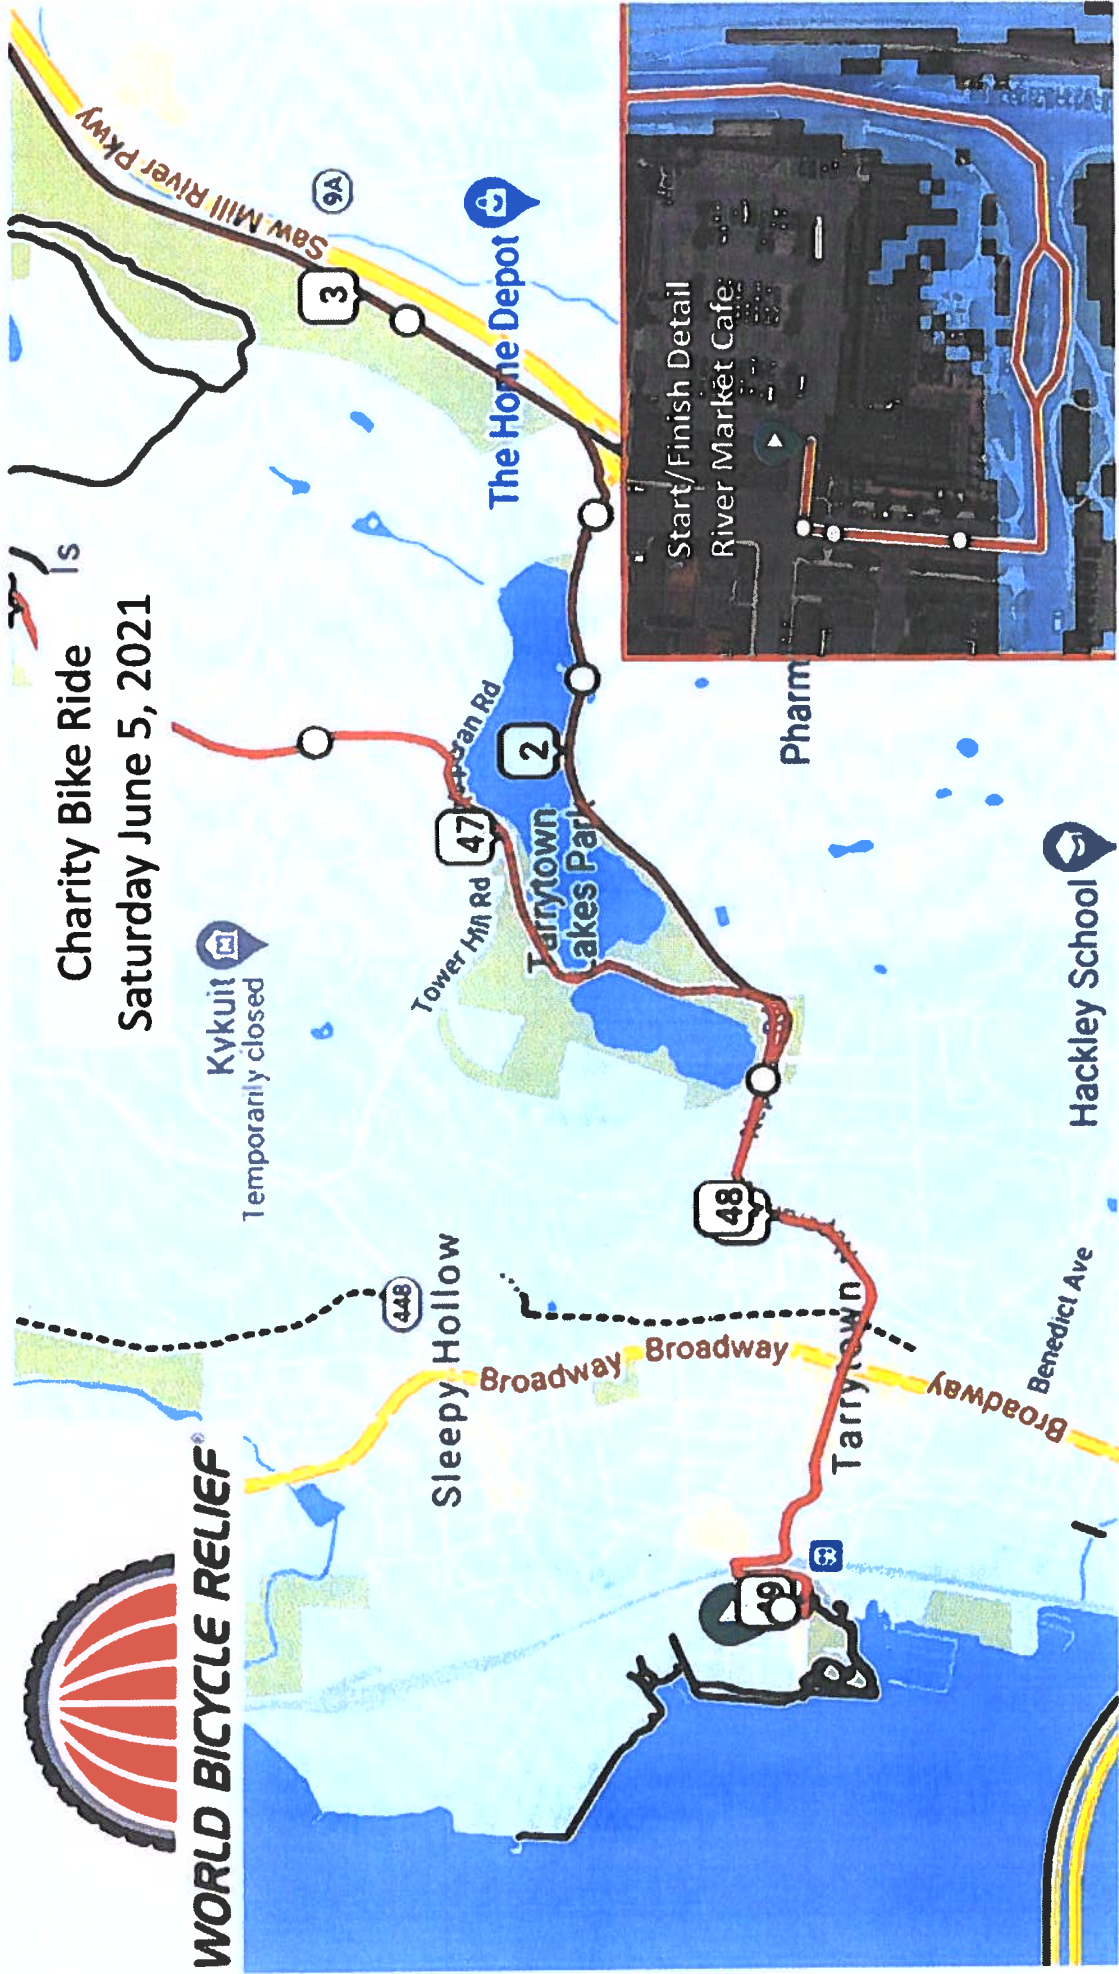 WORLD BICYCLE RELIEF®
Charity Bike Ride
Saturday June 5, 2021
ls
Kykuit
Temporarily closed
448
Sleepy Hollow
Broadway
Broadway
Broadway
Tarrytown
Benedict Ave
Hackley School
Tower Hill Rd
47
Tarrytown
Lakes Park
2
48
49
3
9A
Saw Mill River Pkwy
The Home Depot
Pharm
Start/Finish Detail
River Market Cafe